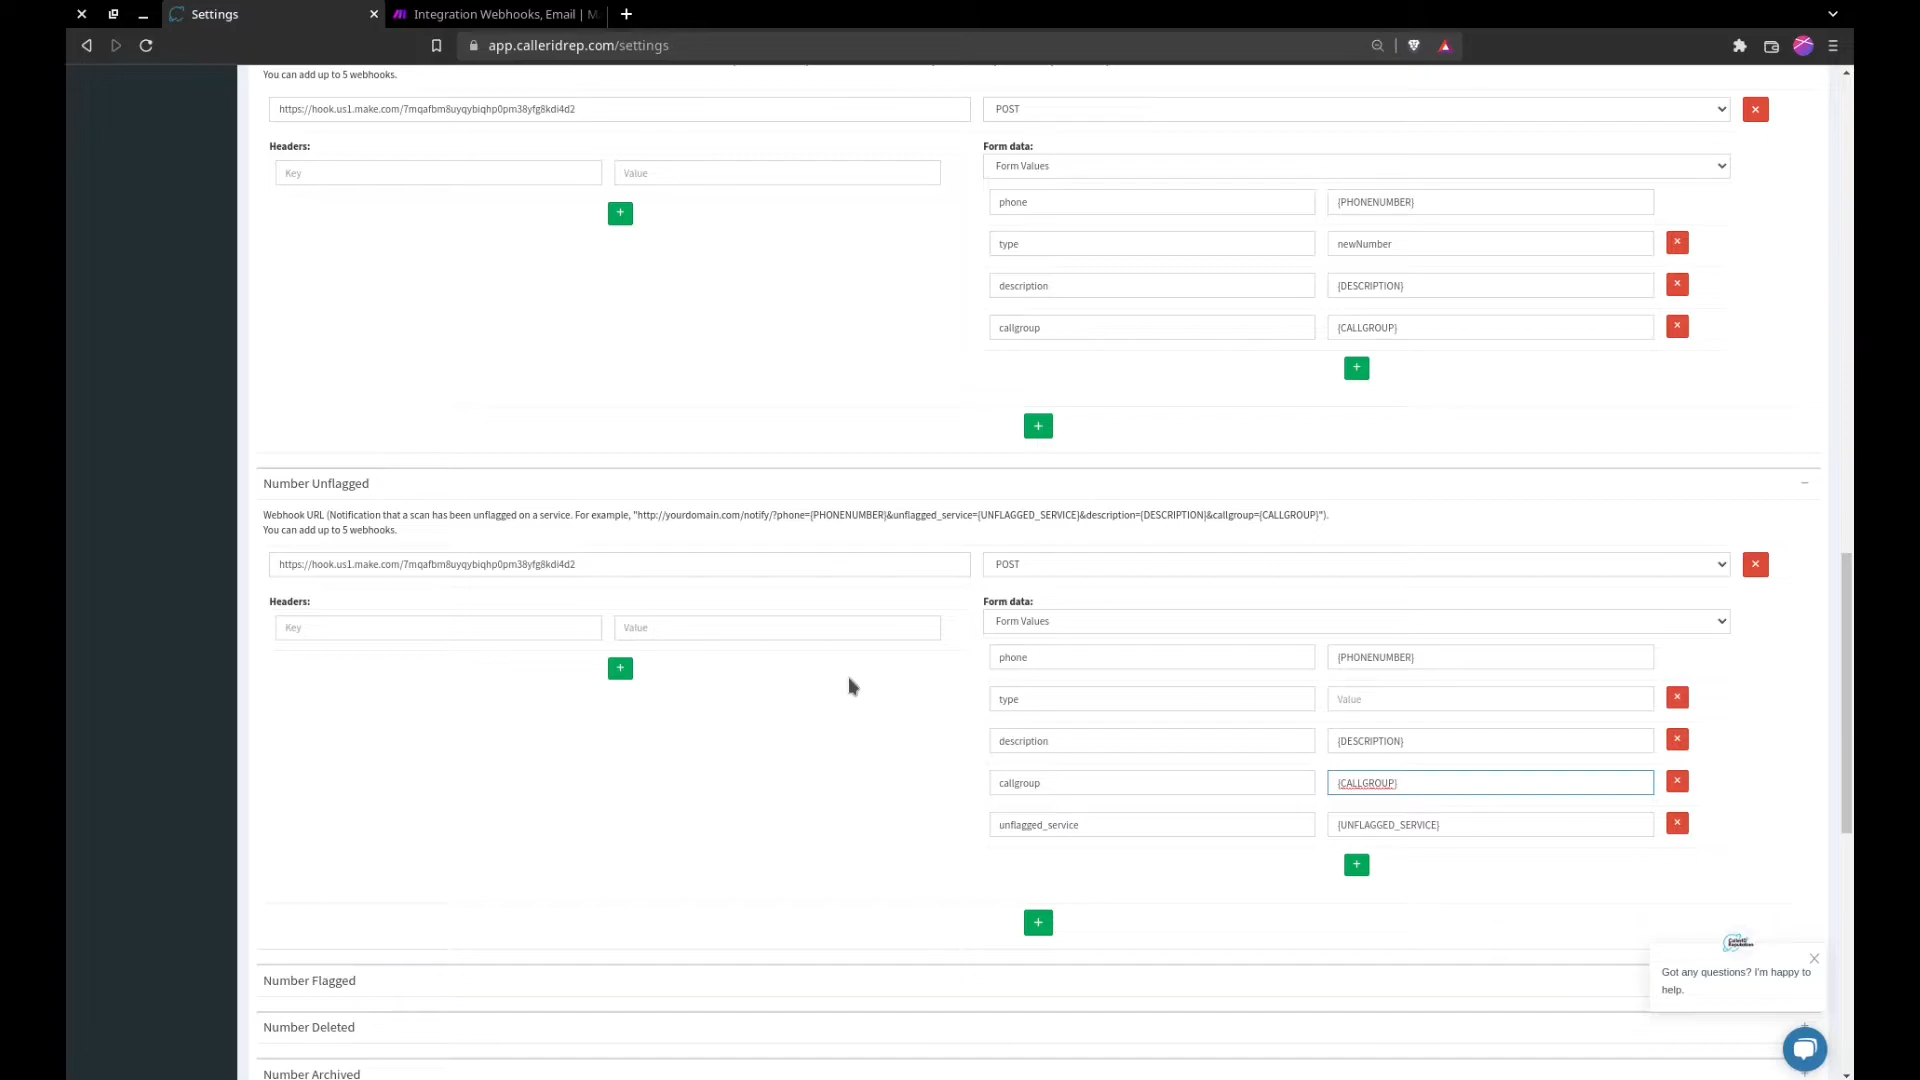 Settings
Integration Webhooks, Email | M
app.calleridrep.com/settings
You can add up to 5 webhooks.
https://hook.us1.make.com/7mqafbm8uyqybiqhp0pm38yfg8kdi4d2
POST
Headers:
Form data:
Form Values
Key
Value
phone
{PHONENUMBER}
type
newNumber
description
{DESCRIPTION}
callgroup
{CALLGROUP}
Number Unflagged
Webhook URL (Notification that a scan has been unflagged on a service. For example, "http://yourdomain.com/notify/?phone={PHONENUMBER}&unflagged_service={UNFLAGGED_SERVICE}&description={DESCRIPTION}&callgroup={CALLGROUP}").
You can add up to 5 webhooks.
https://hook.us1.make.com/7mqafbm8uyqybiqhp0pm38yfg8kdi4d2
POST
Headers:
Form data:
Form Values
Key
Value
phone
{PHONENUMBER}
type
Value
description
{DESCRIPTION}
callgroup
{CALLGROUP}
unflagged_service
{UNFLAGGED_SERVICE}
Number Flagged
Got any questions? I'm happy to
help.
Number Deleted
Number Archived